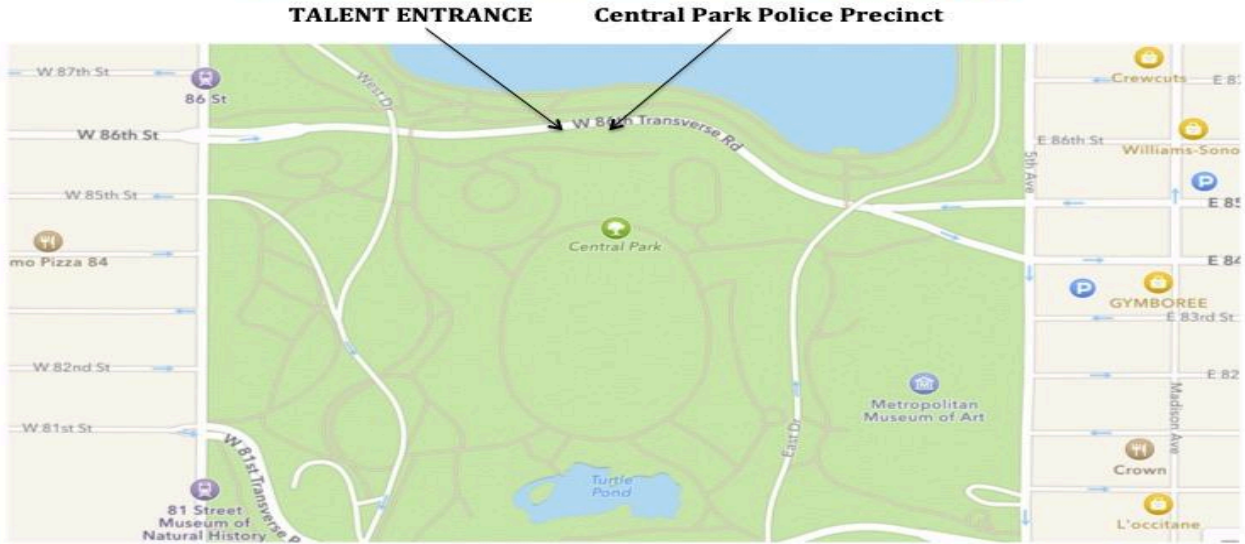 TALENT ENTRANCE Central Park Police Precinct
W 87th St
86 St
West Dr
Crewcuts
E 87
W 86th St
W 86th Transverse Rd
E 86th St
5th Ave
Williams-Sono
P
W 85th St
E 85
mo Pizza 84
Central Park
E 84
P
GYMBOREE
E 83rd St
W 82nd St
E 82
Metropolitan
Museum of Art
Madison Ave
W 81st St
East Dr
W 81st Transverse R
Crown
Turtle
Pond
81 Street
Museum of
Natural History
L'occitane